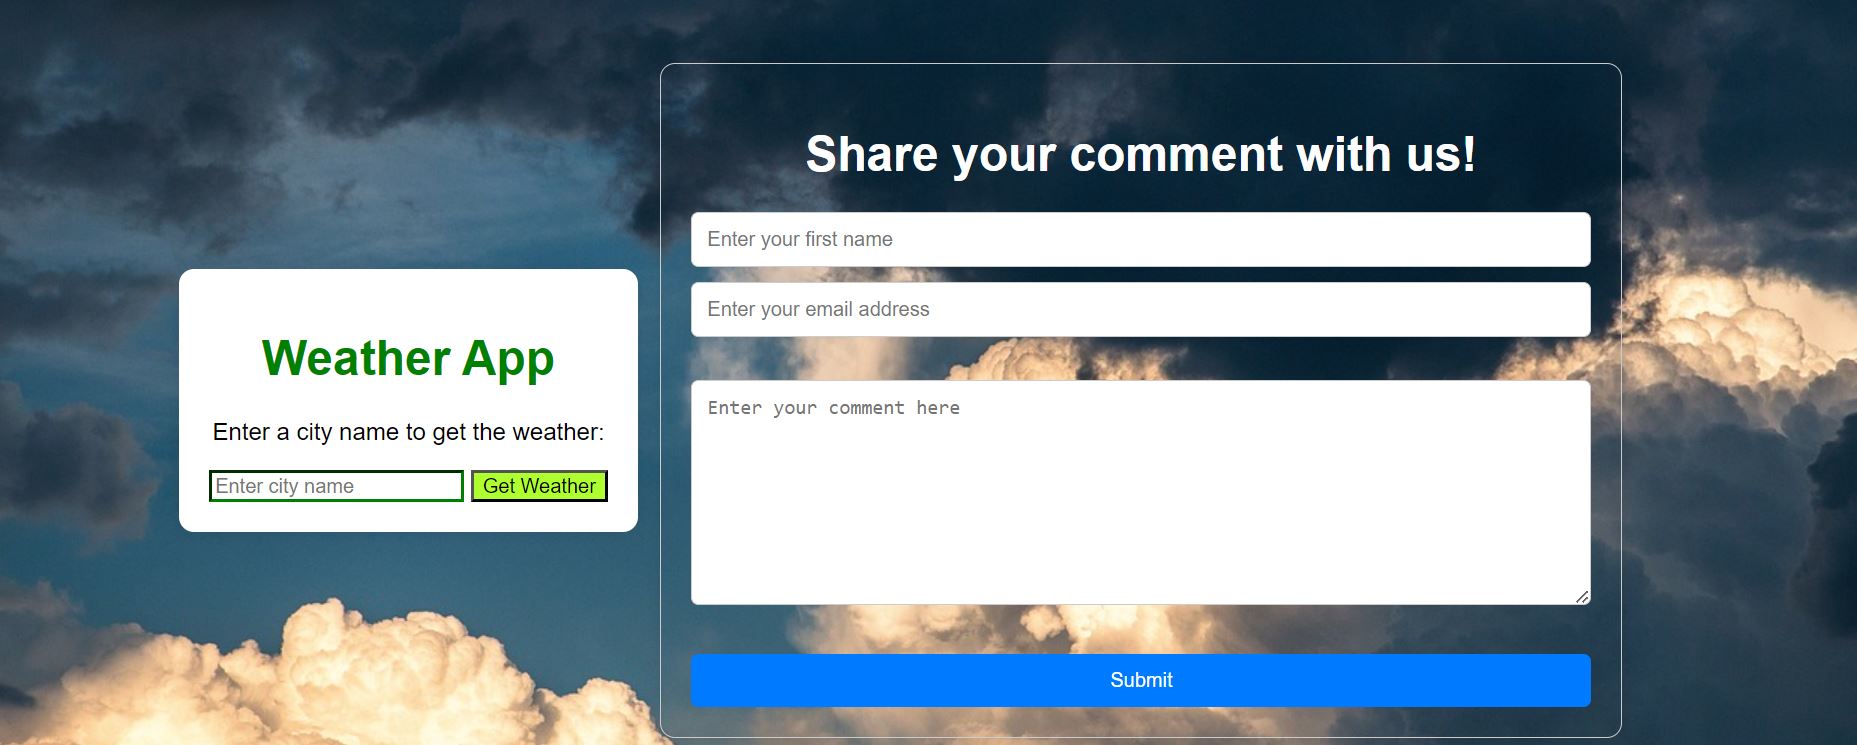 Weather App
Enter a city name to get the weather:
Enter city name
Get Weather
Share your comment with us!
Enter your first name
Enter your email address
Enter your comment here
Submit